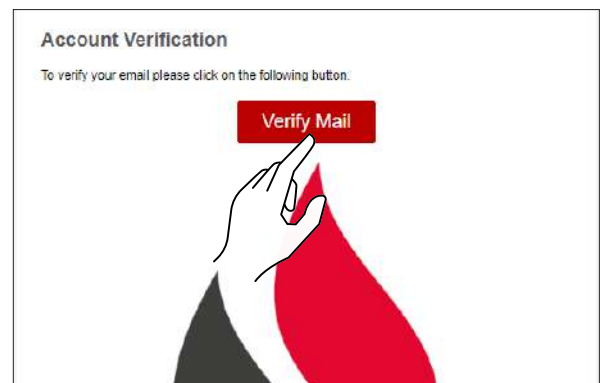 Account Verification
To verify your email please click on the following button.
Verify Mail